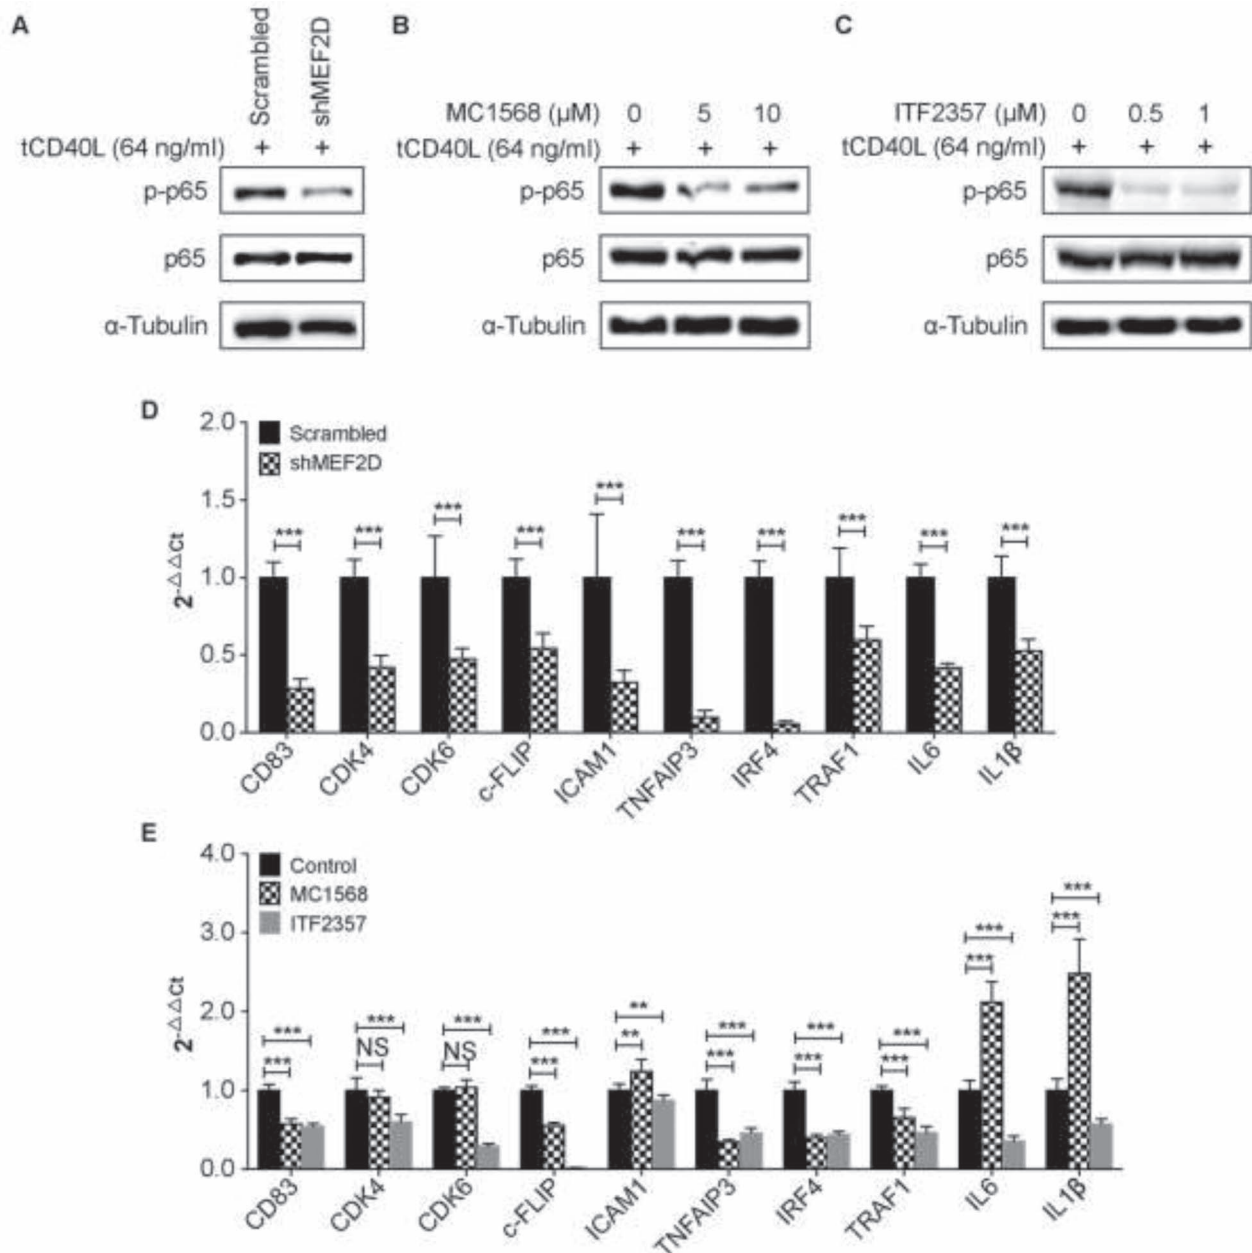 A
Scrambled
shMEF2D
tCD40L (64 ng/ml) + +
p-p65
p65
α-Tubulin
B
MC1568 (μM) 0 5 10
tCD40L (64 ng/ml) + + +
p-p65
p65
α-Tubulin
C
ITF2357 (μM) 0 0.5 1
tCD40L (64 ng/ml) + + +
p-p65
p65
α-Tubulin
D
2.0
1.5
1.0
0.5
0.0
2-△△Ct
Scrambled
shMEF2D
*** *** *** *** *** *** *** *** *** ***
CD83 CDK4 CDK6 c-FLIP ICAM1 TNFAIP3 IRF4 TRAF1 IL6 IL1β
E
4.0
3.0
2.0
1.0
0.0
2-△△Ct
Control
MC1568
ITF2357
*** *** *** *** ** *** *** *** *** ***
*** NS NS *** ** *** *** *** *** ***
CD83 CDK4 CDK6 c-FLIP ICAM1 TNFAIP3 IRF4 TRAF1 IL6 IL1β